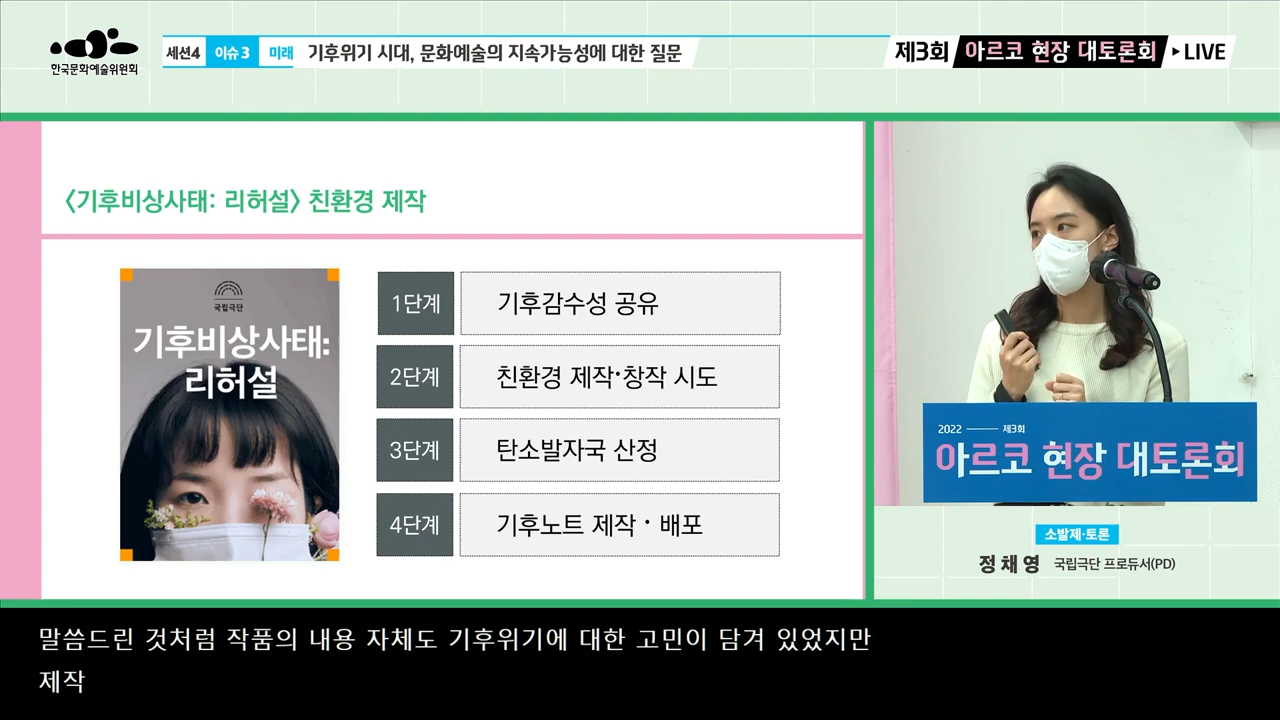 한국문화예술위원회
세션4 이슈 3 미래 기후위기 시대, 문화예술의 지속가능성에 대한 질문
제3회 아르코 현장 대토론회 ▸LIVE
〈기후비상사태: 리허설〉 친환경 제작
국립극단
기후비상사태:
리허설
1단계 기후감수성 공유
2단계 친환경 제작·창작 시도
3단계 탄소발자국 산정
4단계 기후노트 제작 · 배포
2022 제3회
아르코 현장 대토론회
소발제·토론
정채영 국립극단 프로듀서(PD)
말씀드린 것처럼 작품의 내용 자체도 기후위기에 대한 고민이 담겨 있었지만
제작